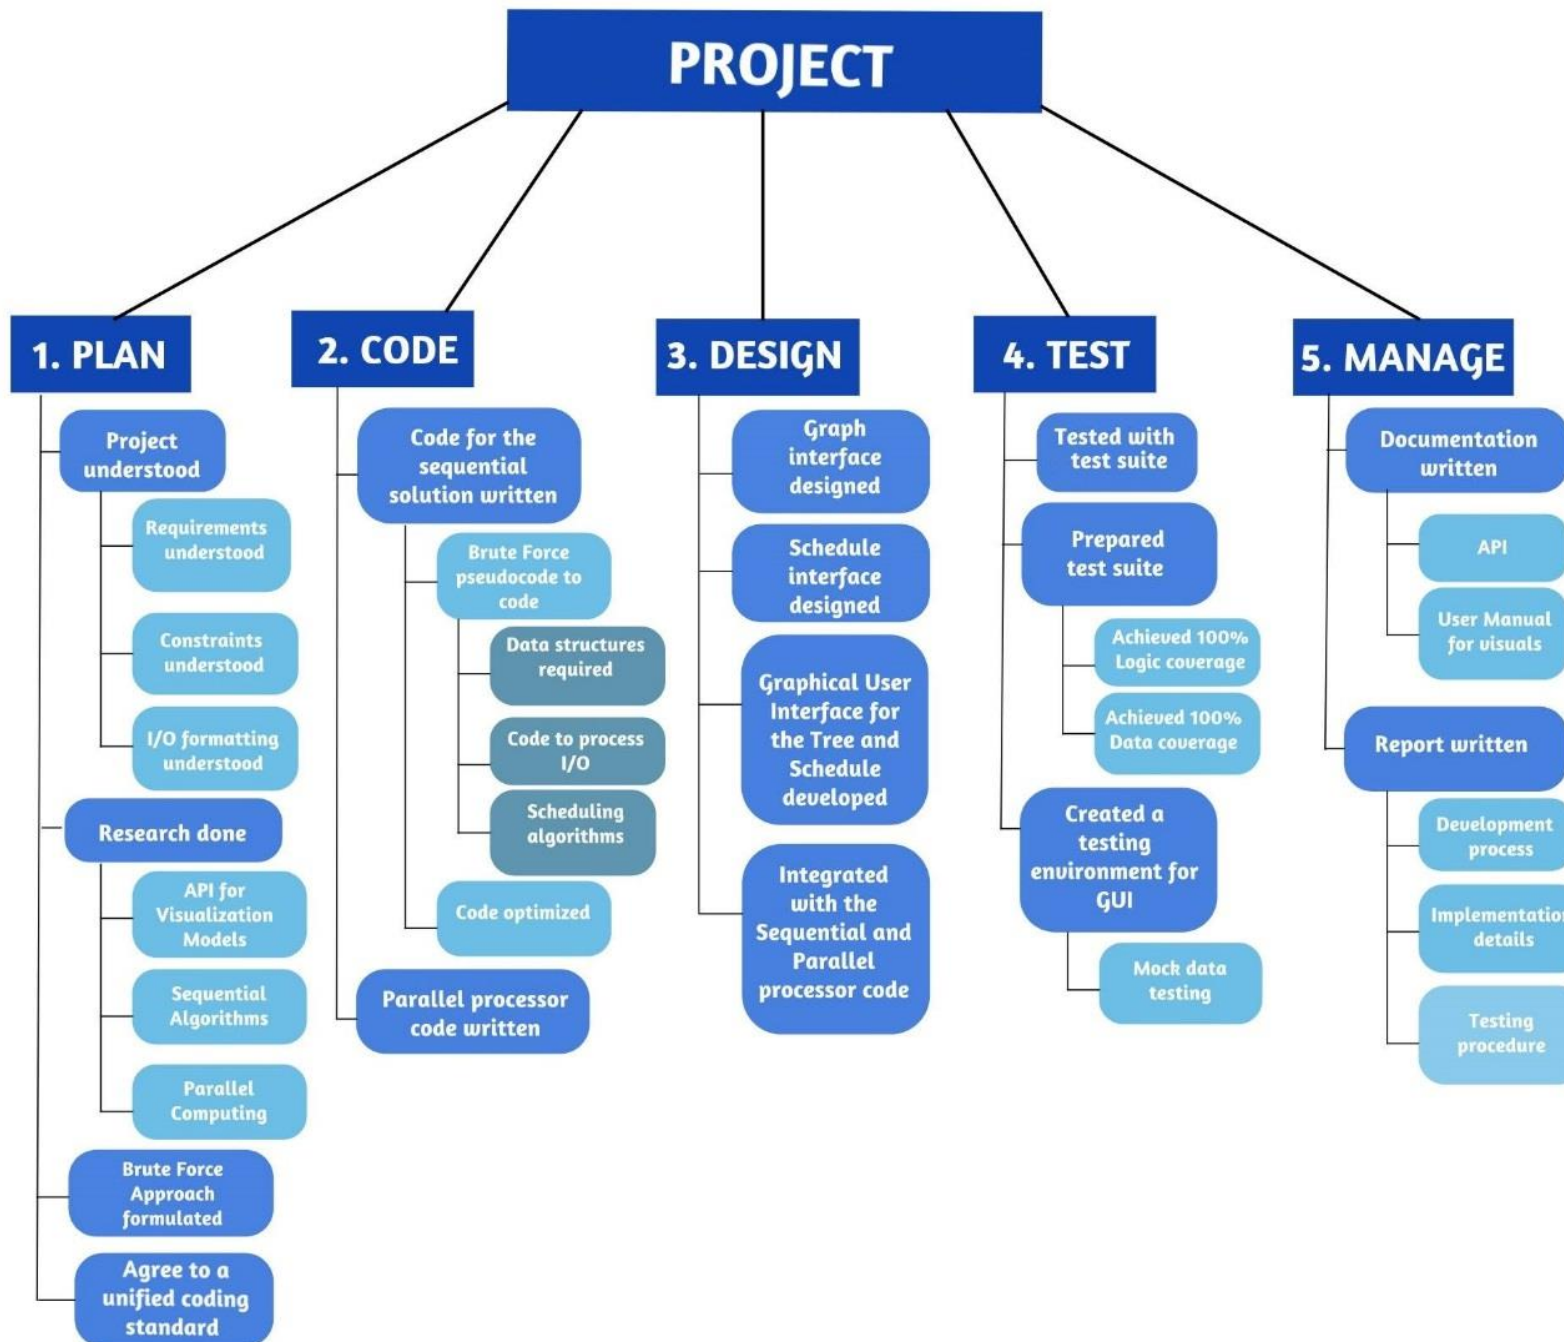 PROJECT
1. PLAN
Project
understood
Requirements
understood
Constraints
understood
I/O formatting
understood
Research done
API for
Visualization
Models
Sequential
Algorithms
Parallel
Computing
Brute Force
Approach
formulated
Agree to a
unified coding
standard
2. CODE
Code for the
sequential
solution written
Brute Force
pseudocode to
code
Data structures
required
Code to process
I/O
Scheduling
algorithms
Code optimized
Parallel processor
code written
3. DESIGN
Graph
interface
designed
Schedule
interface
designed
Graphical User
Interface for
the Tree and
Schedule
developed
Integrated
with the
Sequential and
Parallel
processor code
4. TEST
Tested with
test suite
Prepared
test suite
Achieved 100%
Logic coverage
Achieved 100%
Data coverage
Created a
testing
environment for
GUI
Mock data
testing
5. MANAGE
Documentation
written
API
User Manual
for visuals
Report written
Development
process
Implementation
details
Testing
procedure